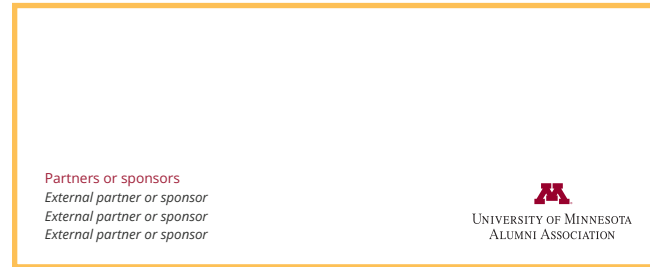 Partners or sponsors
External partner or sponsor
External partner or sponsor
External partner or sponsor
M
University of Minnesota
Alumni Association